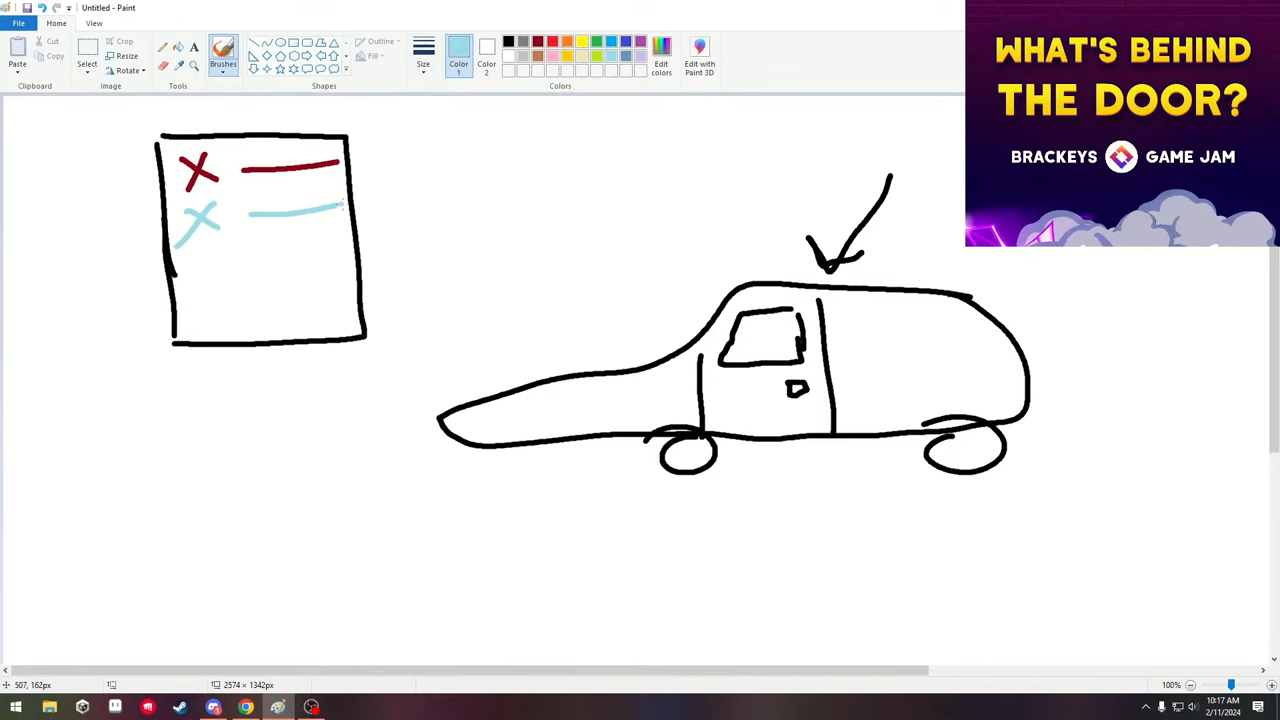 Untitled - Paint
File
Home
View
Paste
Cut
Copy
Clipboard
Select
Crop
Resize
Rotate
Image
Tools
Brushes
Shapes
Outline
Fill
Size
Color 1
Color 2
Colors
Edit colors
Edit with Paint 3D
WHAT'S BEHIND
THE DOOR?
BRACKEYS GAME JAM
507, 162px
2574 × 1342px
100%
10:17 AM
2/11/2024